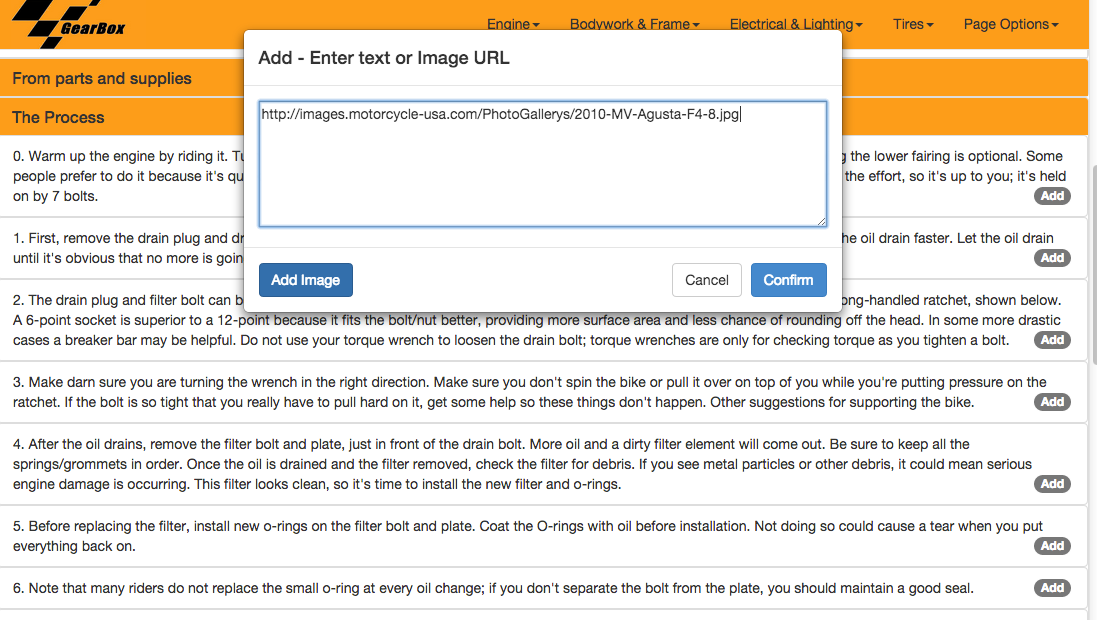 GearBox
Engine
Bodywork & Frame
Electrical & Lighting
Tires
Page Options
Add - Enter text or Image URL
http://images.motorcycle-usa.com/PhotoGallerys/2010-MV-Agusta-F4-8.jpg
Add Image
Cancel
Confirm
From parts and supplies
The Process
0. Warm up the engine by riding it. the lower fairing is optional. Some
people prefer to do it because it's the effort, so it's up to you; it's held
on by 7 bolts.
Add
1. First, remove the drain plug and the oil drain faster. Let the oil drain
until it's obvious that no more is
Add
2. The drain plug and filter bolt can ong-handled ratchet, shown below.
A 6-point socket is superior to a 12-point because it fits the bolt/nut better, providing more surface area and less chance of rounding off the head. In some more drastic
cases a breaker bar may be helpful. Do not use your torque wrench to loosen the drain bolt; torque wrenches are only for checking torque as you tighten a bolt.
Add
3. Make darn sure you are turning the wrench in the right direction. Make sure you don't spin the bike or pull it over on top of you while you're putting pressure on the
ratchet. If the bolt is so tight that you really have to pull hard on it, get some help so these things don't happen. Other suggestions for supporting the bike.
Add
4. After the oil drains, remove the filter bolt and plate, just in front of the drain bolt. More oil and a dirty filter element will come out. Be sure to keep all the
springs/grommets in order. Once the oil is drained and the filter removed, check the filter for debris. If you see metal particles or other debris, it could mean serious
engine damage is occurring. This filter looks clean, so it's time to install the new filter and o-rings.
Add
5. Before replacing the filter, install new o-rings on the filter bolt and plate. Coat the O-rings with oil before installation. Not doing so could cause a tear when you put
everything back on.
Add
6. Note that many riders do not replace the small o-ring at every oil change; if you don't separate the bolt from the plate, you should maintain a good seal.
Add